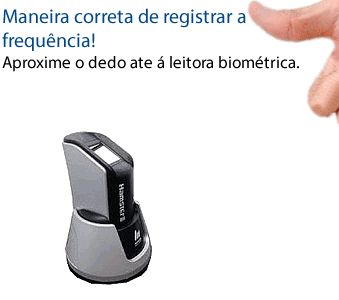 Maneira correta de registrar a
frequência!
Aproxime o dedo ate á leitora biométrica.
Hamster